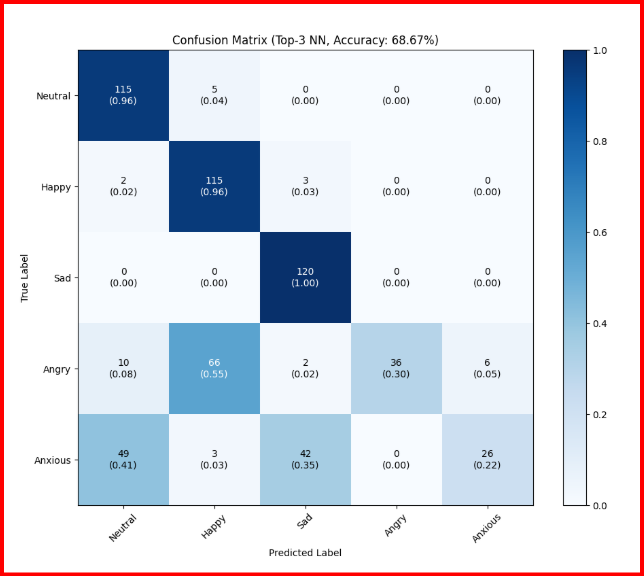 Confusion Matrix (Top-3 NN, Accuracy: 68.67%)
True Label
Neutral
115 5 0 0 0
(0.96) (0.04) (0.00) (0.00) (0.00)
Happy
2 115 3 0 0
(0.02) (0.96) (0.03) (0.00) (0.00)
Sad
0 0 120 0 0
(0.00) (0.00) (1.00) (0.00) (0.00)
Angry
10 66 2 36 6
(0.08) (0.55) (0.02) (0.30) (0.05)
Anxious
49 3 42 0 26
(0.41) (0.03) (0.35) (0.00) (0.22)
Neutral Happy Sad Angry Anxious
Predicted Label
1.0
0.8
0.6
0.4
0.2
0.0